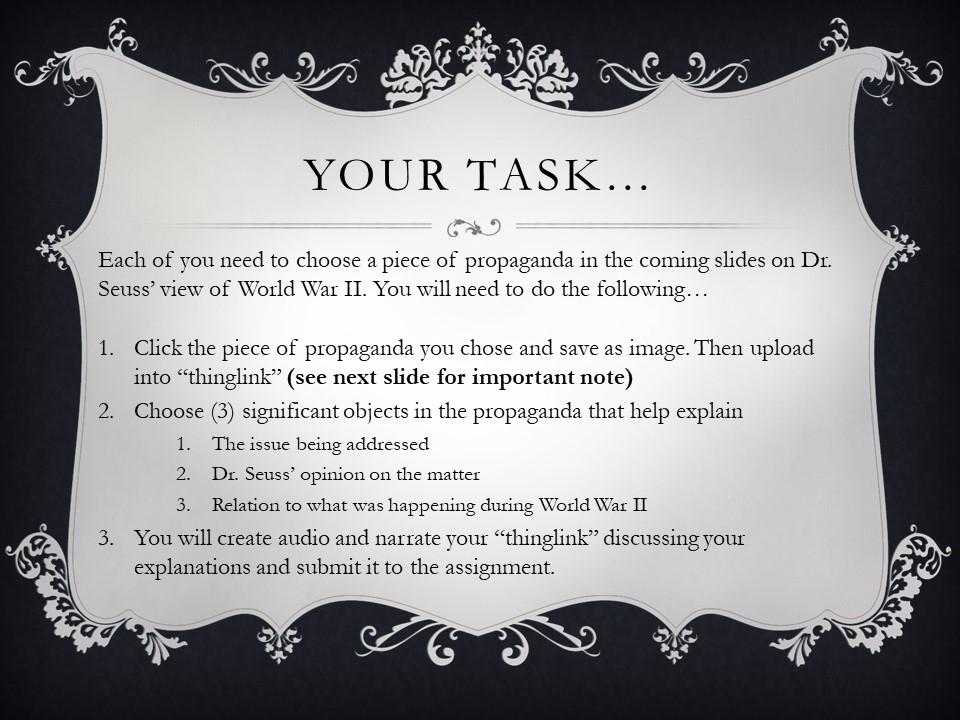 YOUR TASK…
Each of you need to choose a piece of propaganda in the coming slides on Dr.
Seuss’ view of World War II. You will need to do the following…
1. Click the piece of propaganda you chose and save as image. Then upload
into “thinglink” (see next slide for important note)
2. Choose (3) significant objects in the propaganda that help explain
1. The issue being addressed
2. Dr. Seuss’ opinion on the matter
3. Relation to what was happening during World War II
3. You will create audio and narrate your “thinglink” discussing your
explanations and submit it to the assignment.